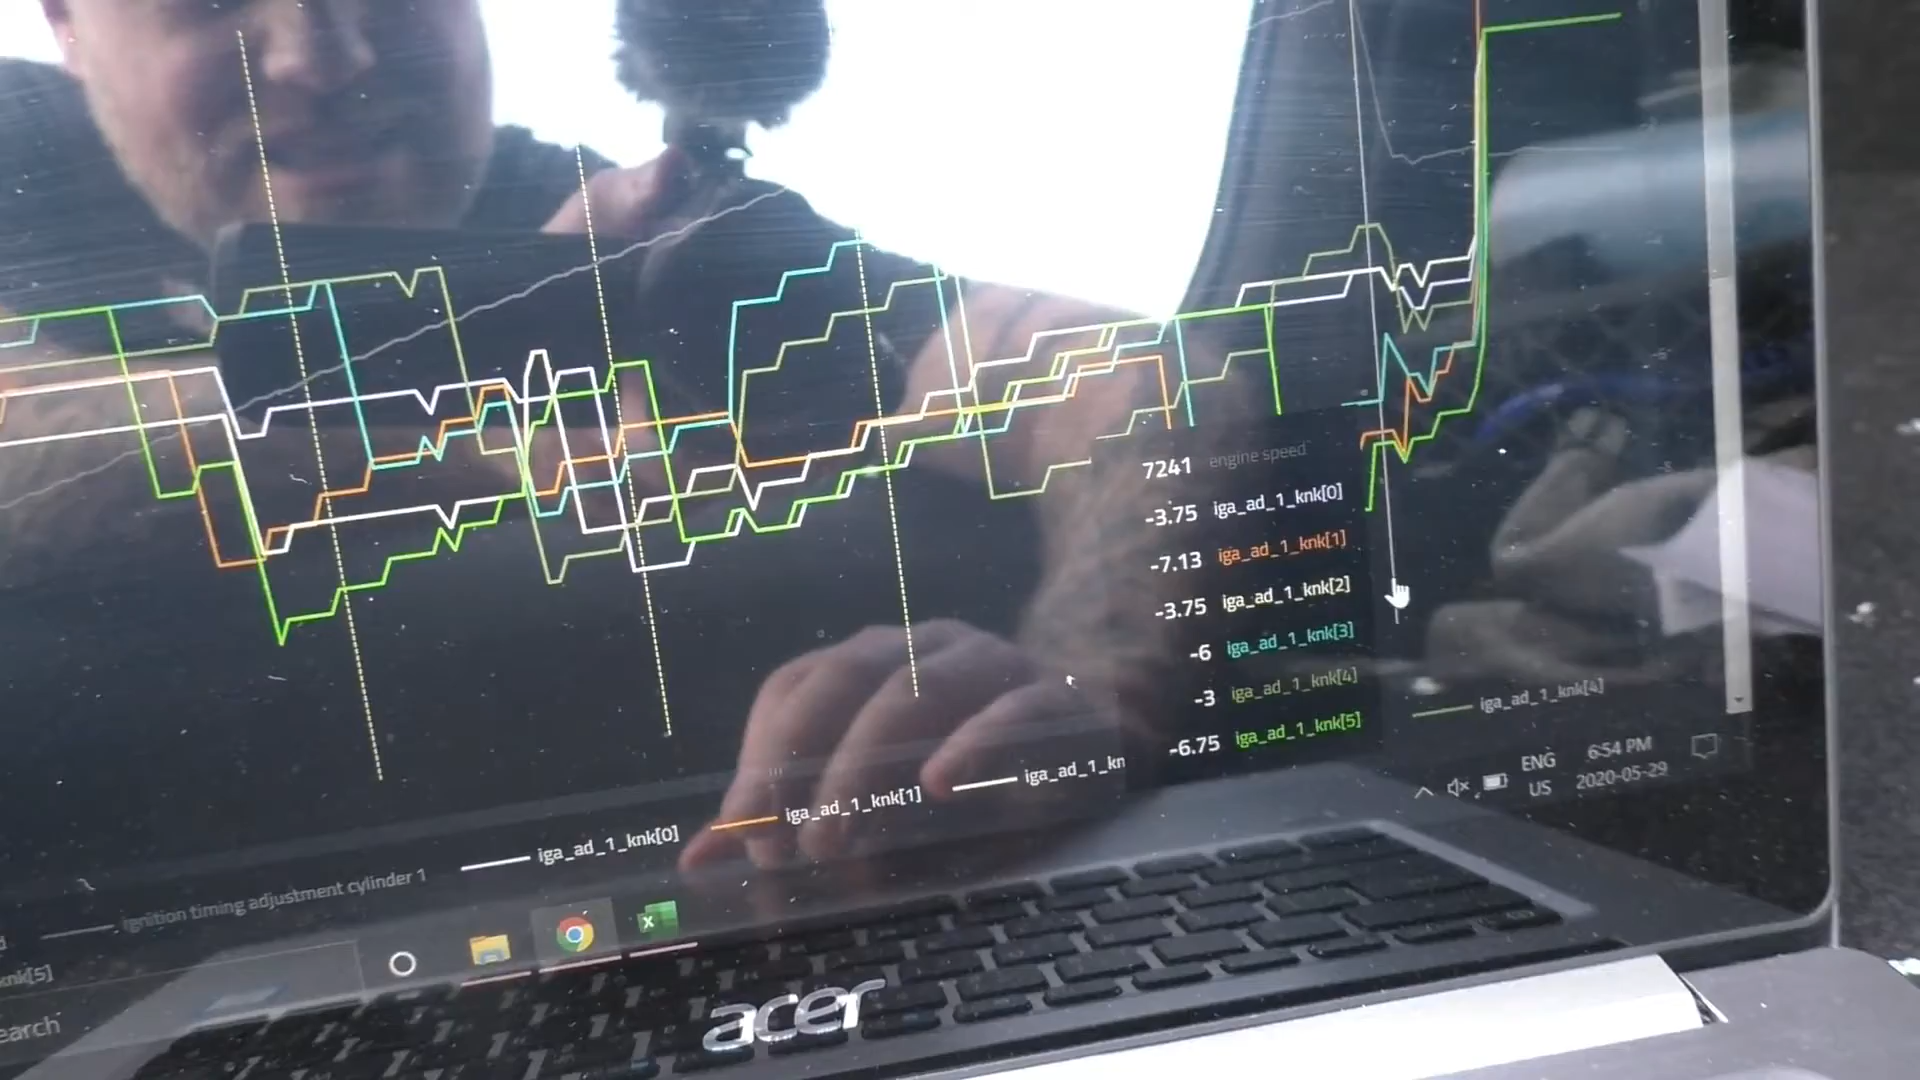 7241 engine speed
-3.75 iga_ad_1_knk[0]
-7.13 iga_ad_1_knk[1]
-3.75 iga_ad_1_knk[2]
-6 iga_ad_1_knk[3]
-3 iga_ad_1_knk[4]
-6.75 iga_ad_1_knk[5]
iga_ad_1_knk[4]
iga_ad_1_kn
iga_ad_1_knk[1]
iga_ad_1_knk[0]
ignition timing adjustment cylinder 1
knk[5]
earch
ENG
US
6:54 PM
2020-05-29
acer